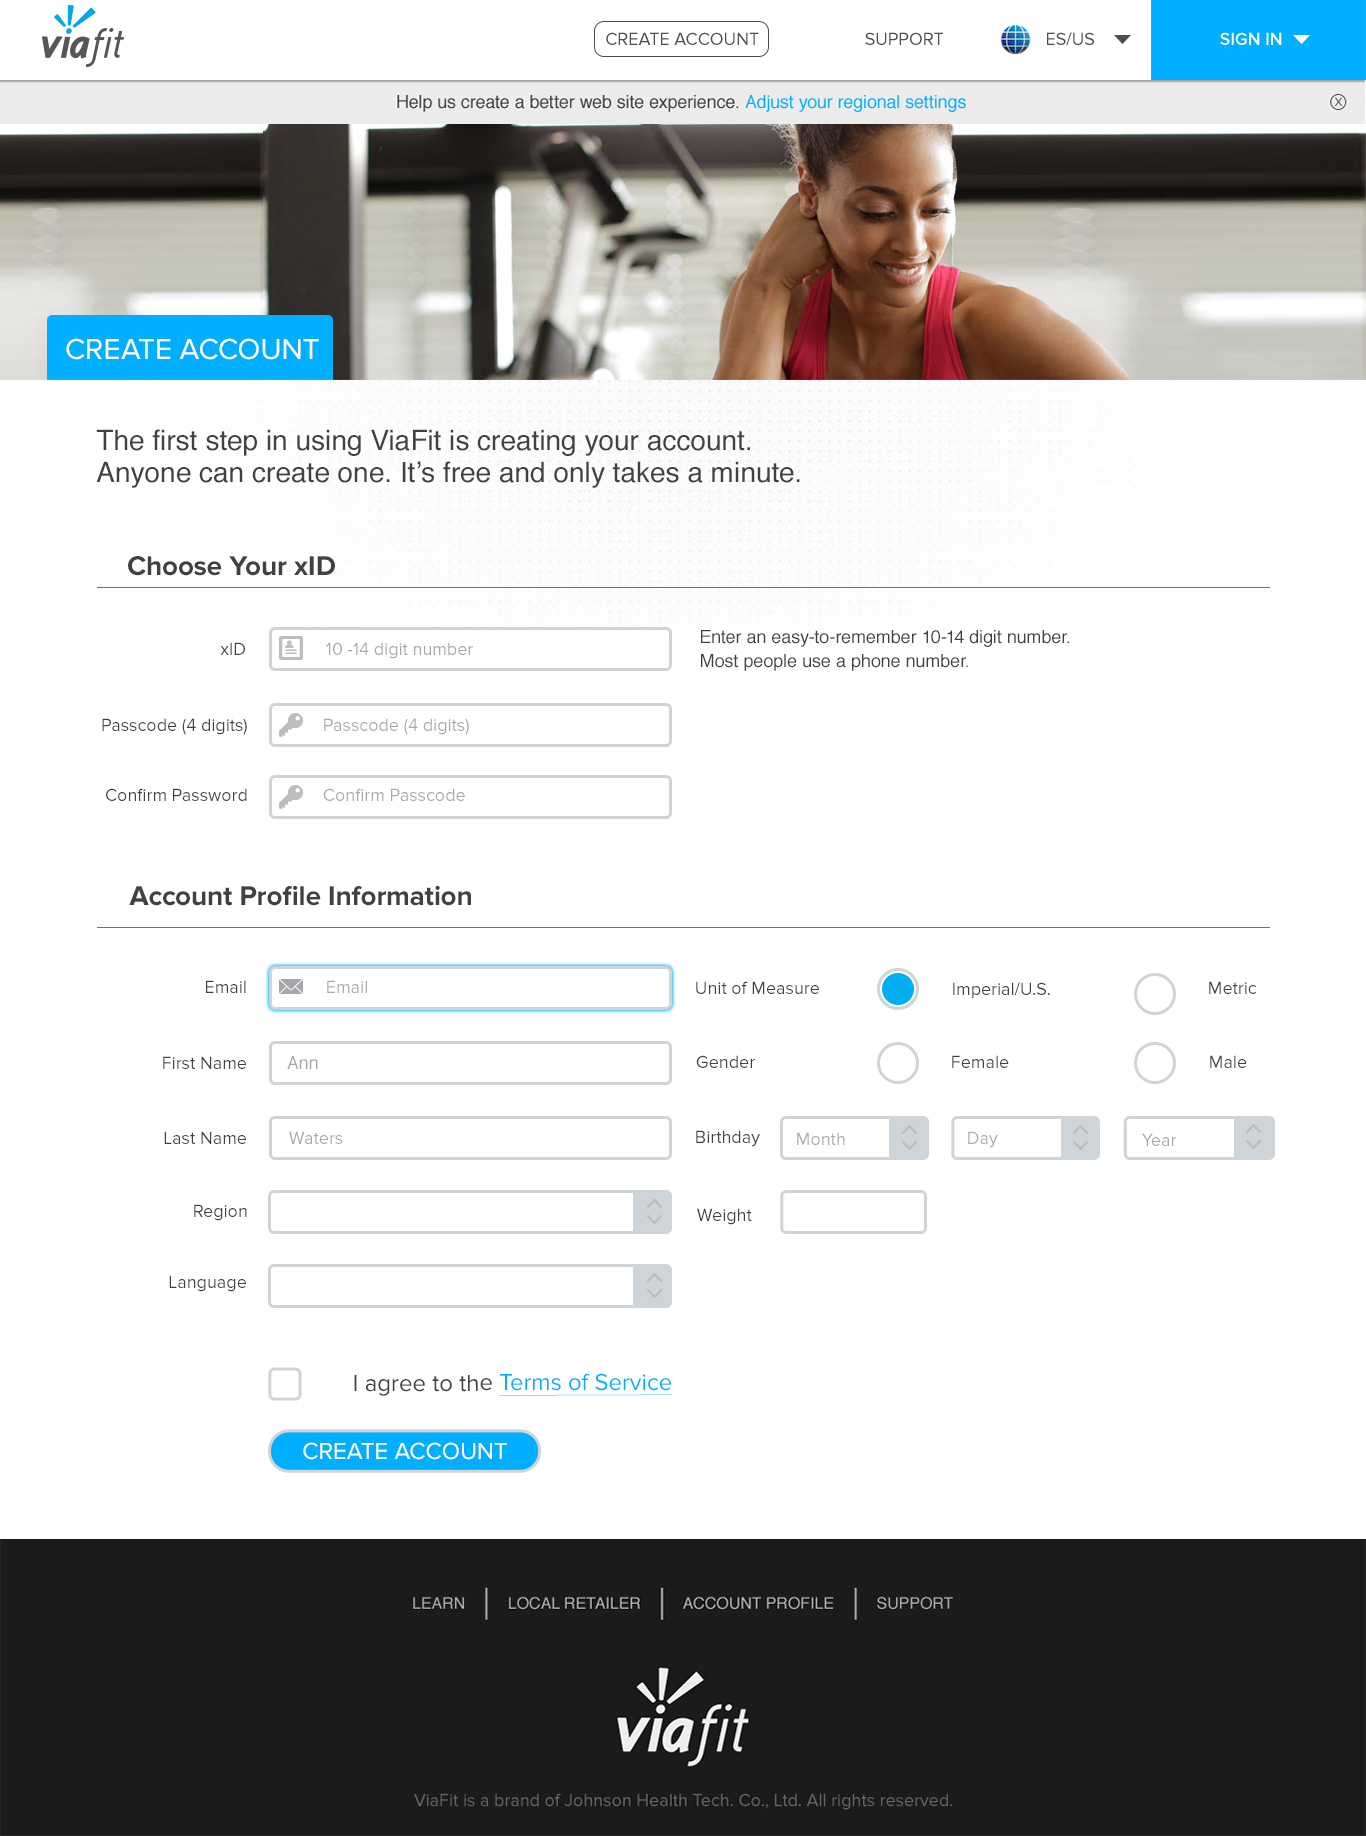 viafit
CREATE ACCOUNT
SUPPORT
ES/US
SIGN IN
Help us create a better web site experience. Adjust your regional settings
X
CREATE ACCOUNT
The first step in using ViaFit is creating your account.
Anyone can create one. It's free and only takes a minute.
Choose Your xID
xID
10 -14 digit number
Enter an easy-to-remember 10-14 digit number.
Most people use a phone number.
Passcode (4 digits)
Passcode (4 digits)
Confirm Password
Confirm Passcode
Account Profile Information
Email
Email
Unit of Measure
Imperial/U.S.
Metric
First Name
Ann
Gender
Female
Male
Last Name
Waters
Birthday
Month
Day
Year
Region
Weight
Language
I agree to the Terms of Service
CREATE ACCOUNT
LEARN
LOCAL RETAILER
ACCOUNT PROFILE
SUPPORT
viafit
ViaFit is a brand of Johnson Health Tech. Co., Ltd. All rights reserved.